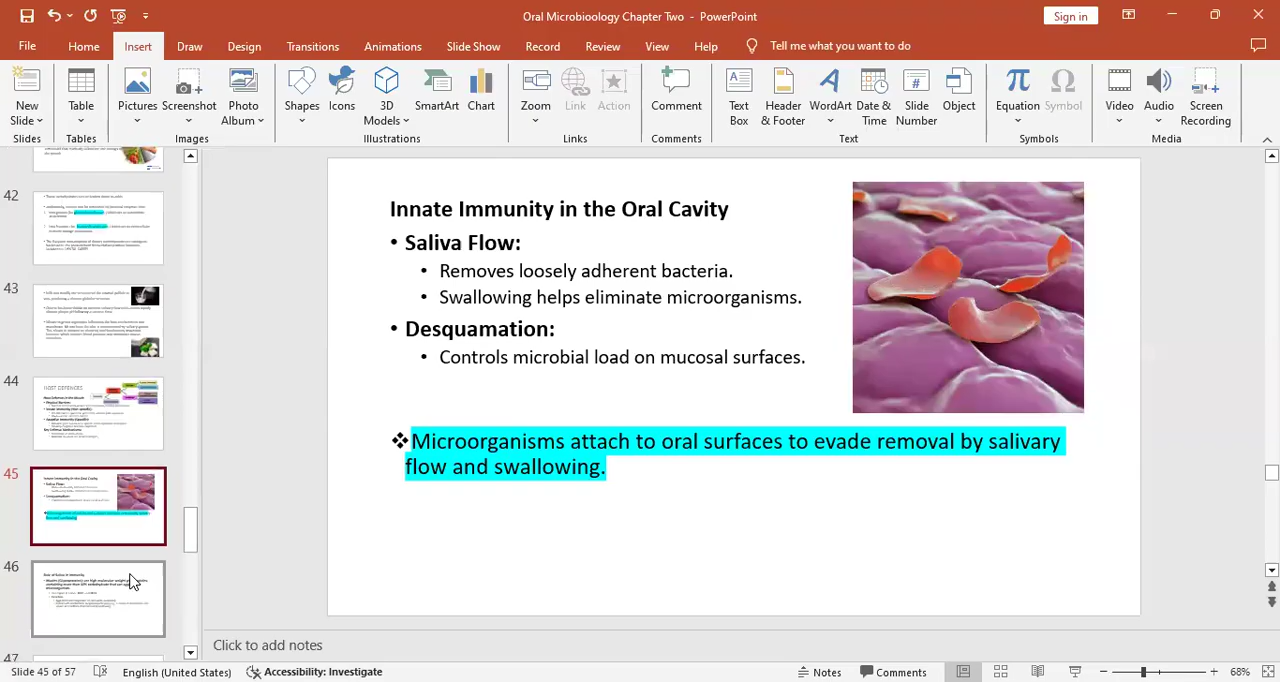 Oral Microbioology Chapter Two - PowerPoint
Sign in
File Home Insert Draw Design Transitions Animations Slide Show Record Review View Help Tell me what you want to do
New Slide
Table
Pictures
Screenshot
Photo Album
Shapes
Icons
3D Models
SmartArt
Chart
Zoom
Link
Action
Comment
Text Box
Header & Footer
WordArt
Date & Time
Slide Number
Object
Equation
Symbol
Video
Audio
Screen Recording
Slides Tables Images Illustrations Links Comments Text Symbols Media
42
43
44
HOST DEFENCES
45
46
47
Innate Immunity in the Oral Cavity
• Saliva Flow:
• Removes loosely adherent bacteria.
• Swallowing helps eliminate microorganisms.
• Desquamation:
• Controls microbial load on mucosal surfaces.
❖Microorganisms attach to oral surfaces to evade removal by salivary
flow and swallowing.
Click to add notes
Slide 45 of 57 English (United States) Accessibility: Investigate Notes Comments 68%